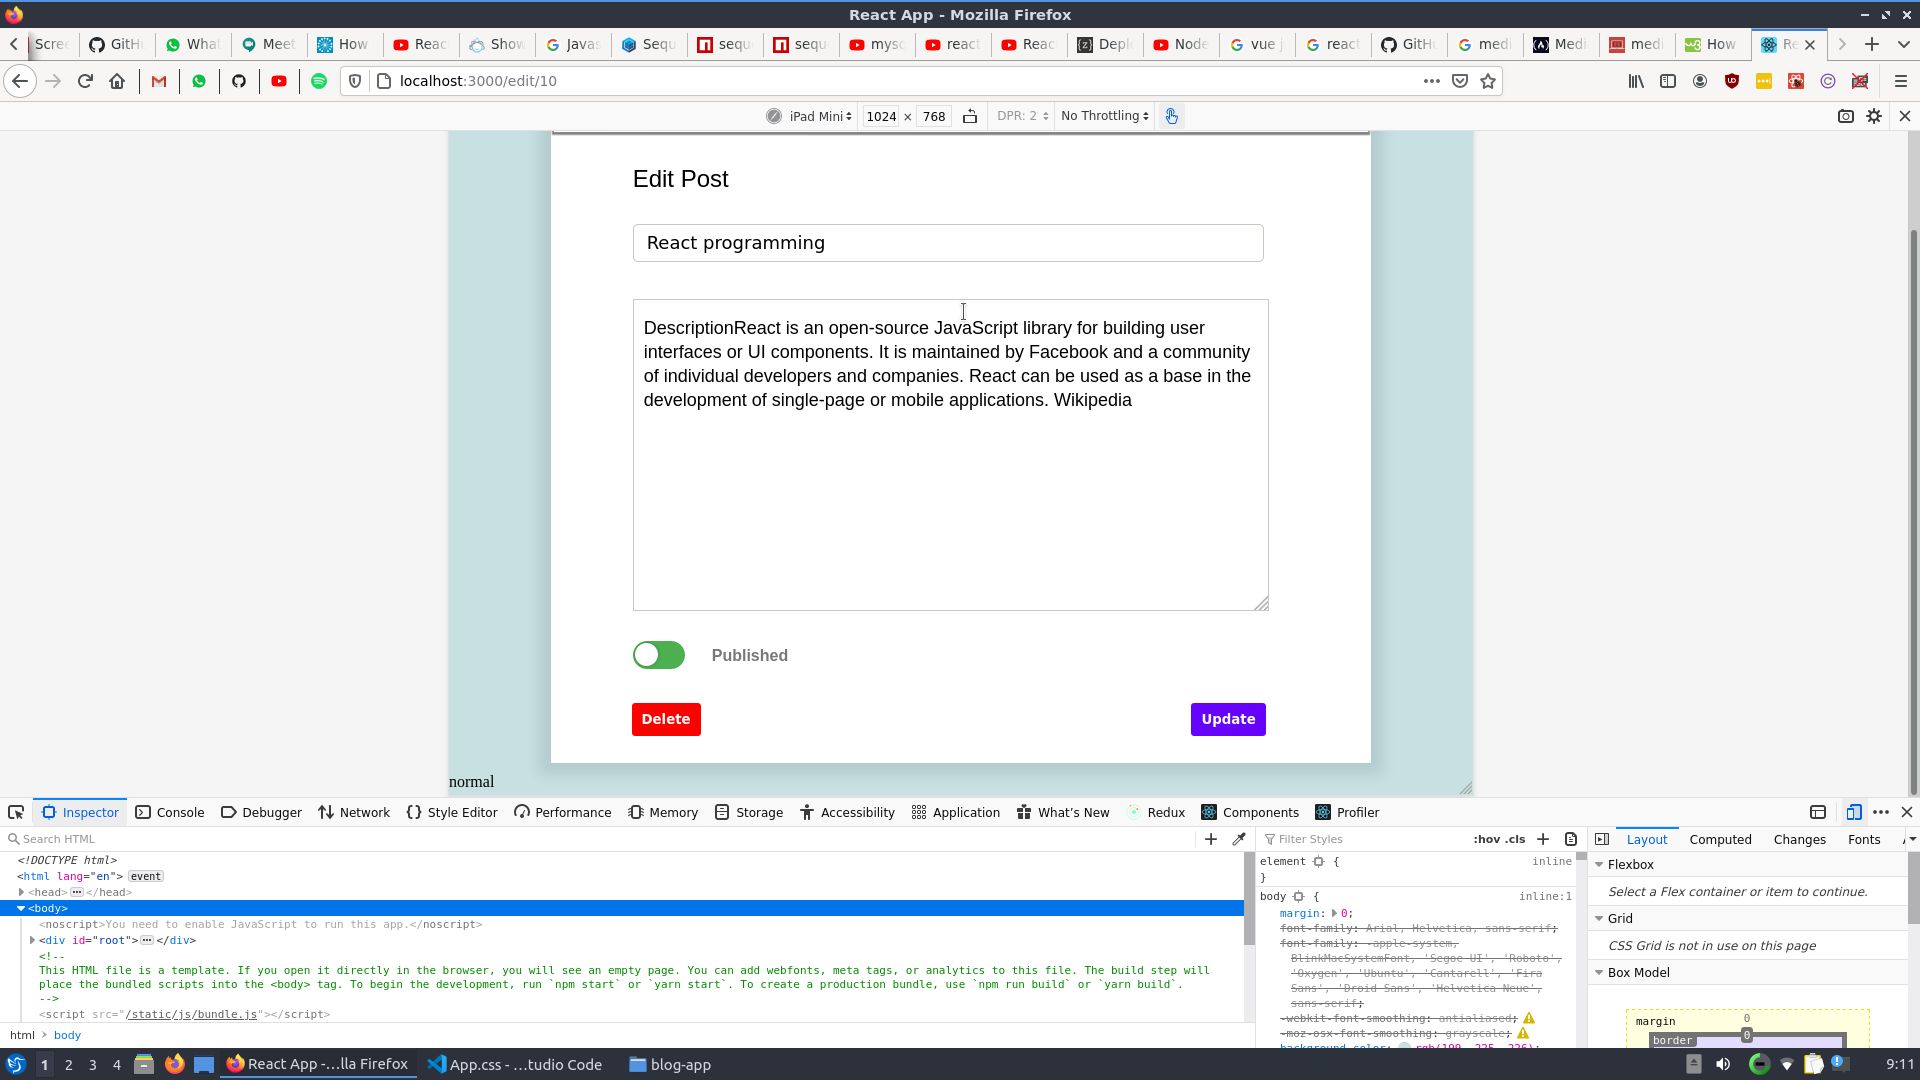 React App - Mozilla Firefox
Scree GitHu What Meet How Reac Show Javas Sequ sequ sequ mysq react Reac Depl Node vue j react GitHu medi Medi medi How Re
localhost:3000/edit/10
iPad Mini 1024 × 768 DPR: 2 No Throttling
Edit Post
React programming
DescriptionReact is an open-source JavaScript library for building user
interfaces or UI components. It is maintained by Facebook and a community
of individual developers and companies. React can be used as a base in the
development of single-page or mobile applications. Wikipedia
Published
Delete Update
normal
Inspector Console Debugger Network Style Editor Performance Memory Storage Accessibility Application What's New Redux Components Profiler
Search HTML
Filter Styles :hov .cls
Layout Computed Changes Fonts
<!DOCTYPE html>
<html lang="en"> event
<head> ••• </head>
<body>
<noscript>You need to enable JavaScript to run this app.</noscript>
<div id="root"> ••• </div>
<!--
This HTML file is a template. If you open it directly in the browser, you will see an empty page. You can add webfonts, meta tags, or analytics to this file. The build step will
place the bundled scripts into the <body> tag. To begin the development, run `npm start` or `yarn start`. To create a production bundle, use `npm run build` or `yarn build`.
-->
<script src="/static/js/bundle.js"></script>
html > body
element { inline
}
body { inline:1
margin: 0;
font-family: Arial, Helvetica, sans-serif;
font-family: -apple-system,
BlinkMacSystemFont, 'Segoe UI', 'Roboto',
'Oxygen', 'Ubuntu', 'Cantarell', 'Fira
Sans', 'Droid Sans', 'Helvetica Neue',
sans-serif;
-webkit-font-smoothing: antialiased;
-moz-osx-font-smoothing: grayscale;
Flexbox
Select a Flex container or item to continue.
Grid
CSS Grid is not in use on this page
Box Model
margin 0
border 0
1 2 3 4 React App -...lla Firefox App.css - ...tudio Code blog-app 9:11